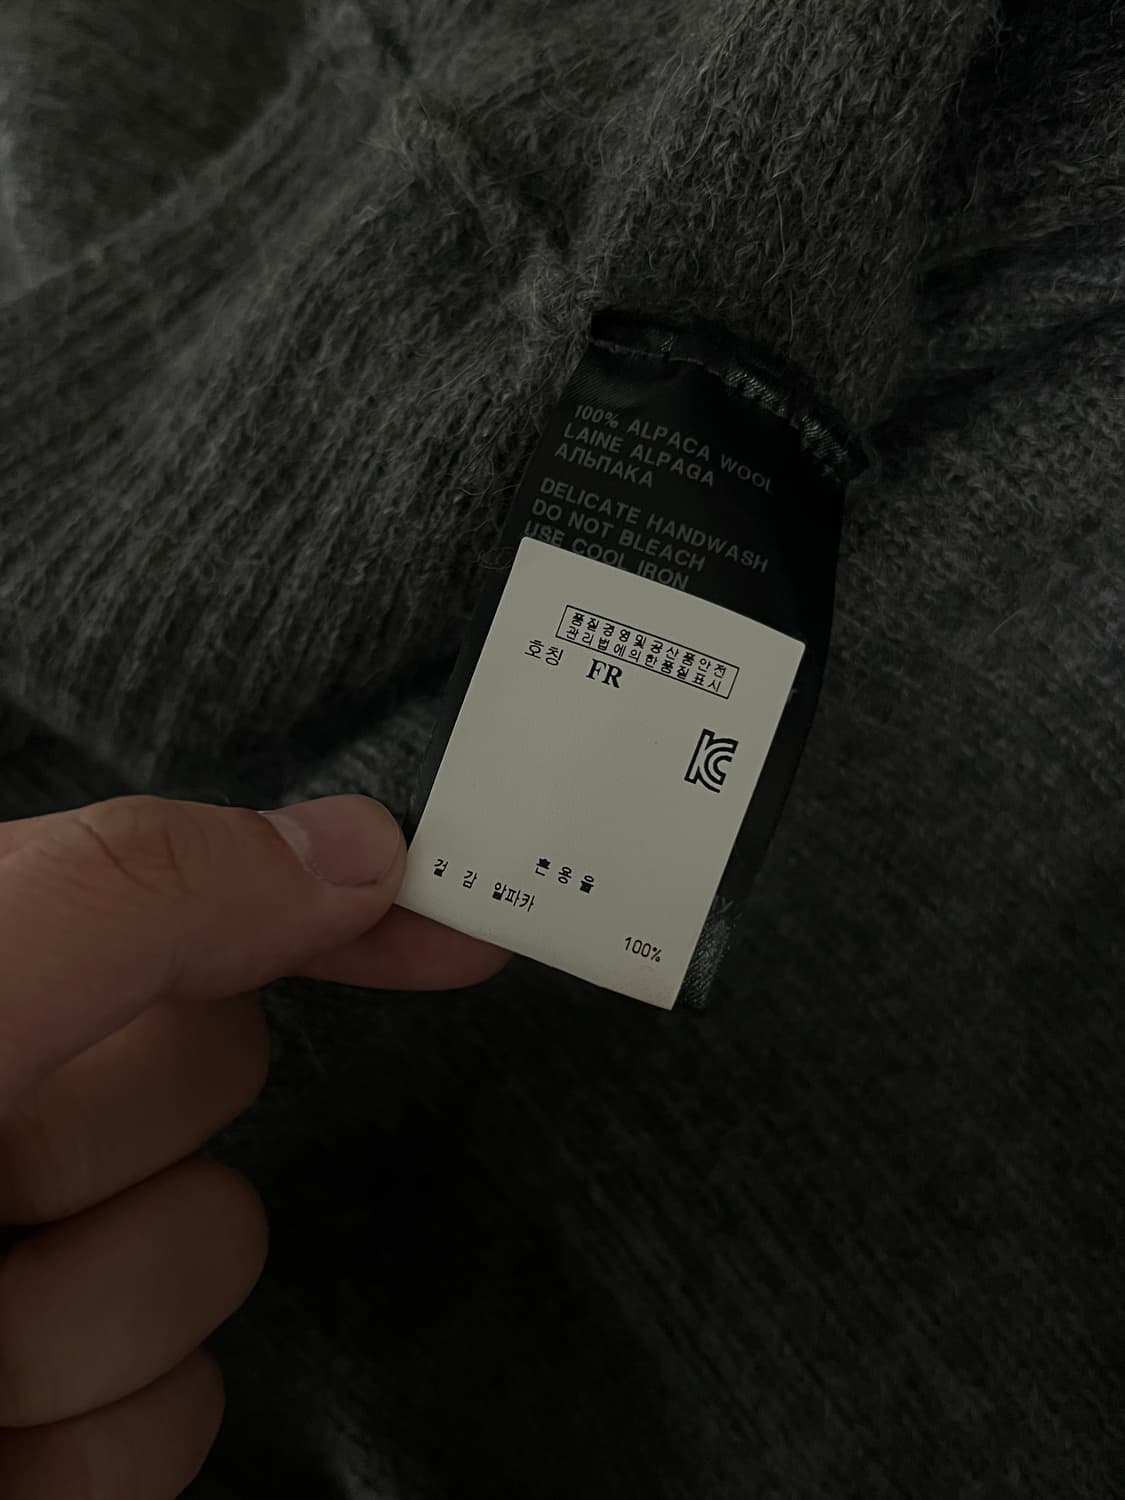 100% ALPACA WOOL
LAINE ALPAGA
АЛЬПАКА
DELICATE HANDWASH
DO NOT BLEACH
USE COOL IRON
품질경영및공산품안전
관리법에의한품질표시
호칭 FR
KC
혼용율
겉 감 알파카
100%